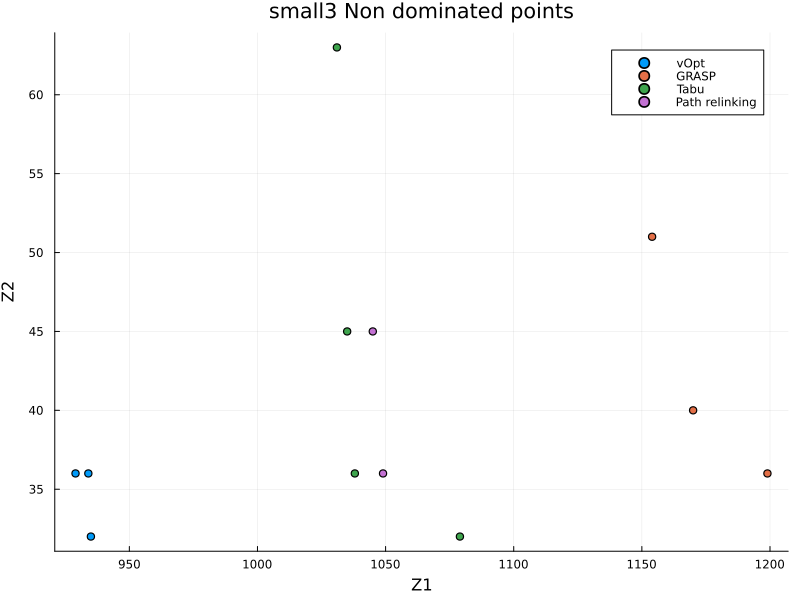 small3 Non dominated points
vOpt
GRASP
Tabu
Path relinking
60
55
50
45
40
35
Z2
950
1000
1050
1100
1150
1200
Z1